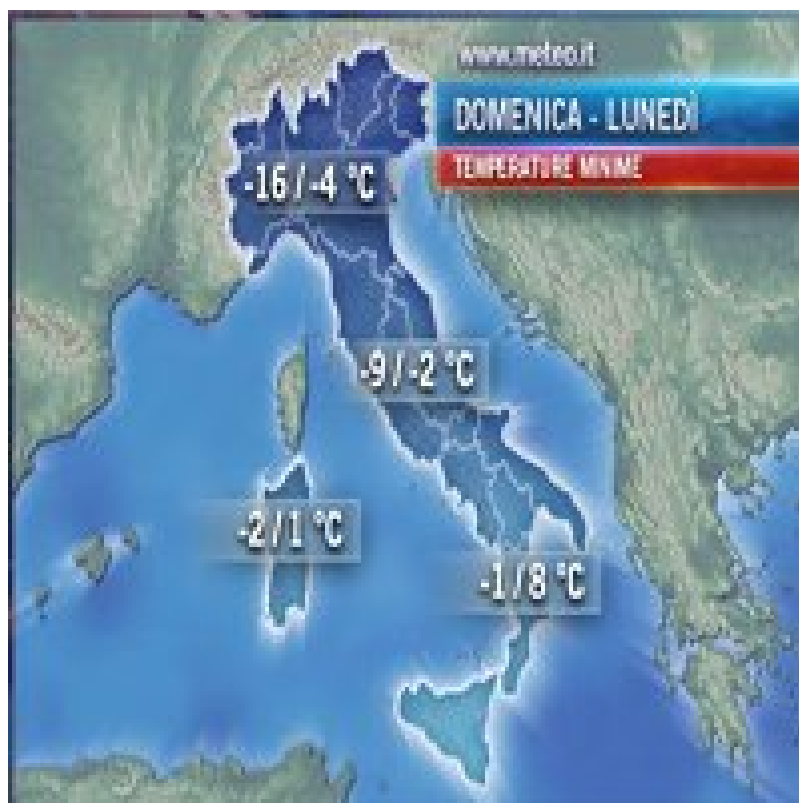 www.meteo.it
DOMENICA - LUNEDÌ
TEMPERATURE MINIME
-16 / -4 °C
-9 / -2 °C
-2 / 1 °C
-1 / 8 °C